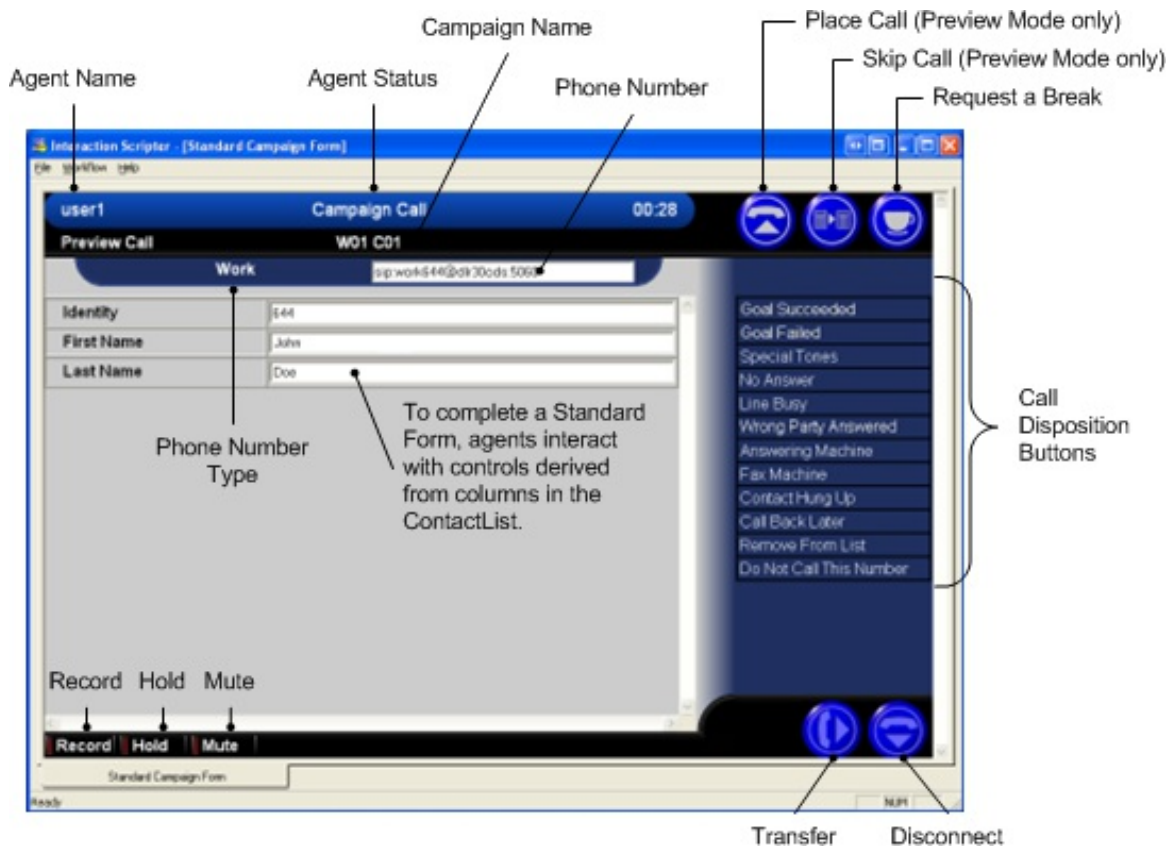 Place Call (Preview Mode only)
Campaign Name
Skip Call (Preview Mode only)
Agent Name
Agent Status
Phone Number
Request a Break
Interaction Scripter - [Standard Campaign Form]
File Workflow Help
user1 Campaign Call 00:28
Preview Call W01 C01
Work sip:work644@dlr30cds:5060
Identity 644
First Name John
Last Name Doe
Goal Succeeded
Goal Failed
Special Tones
No Answer
Line Busy
Wrong Party Answered
Answering Machine
Fax Machine
Contact Hung Up
Call Back Later
Remove From List
Do Not Call This Number
Call
Disposition
Buttons
Phone Number
Type
To complete a Standard
Form, agents interact
with controls derived
from columns in the
ContactList.
Record Hold Mute
Record Hold Mute
Standard Campaign Form
Ready NUM
Transfer Disconnect